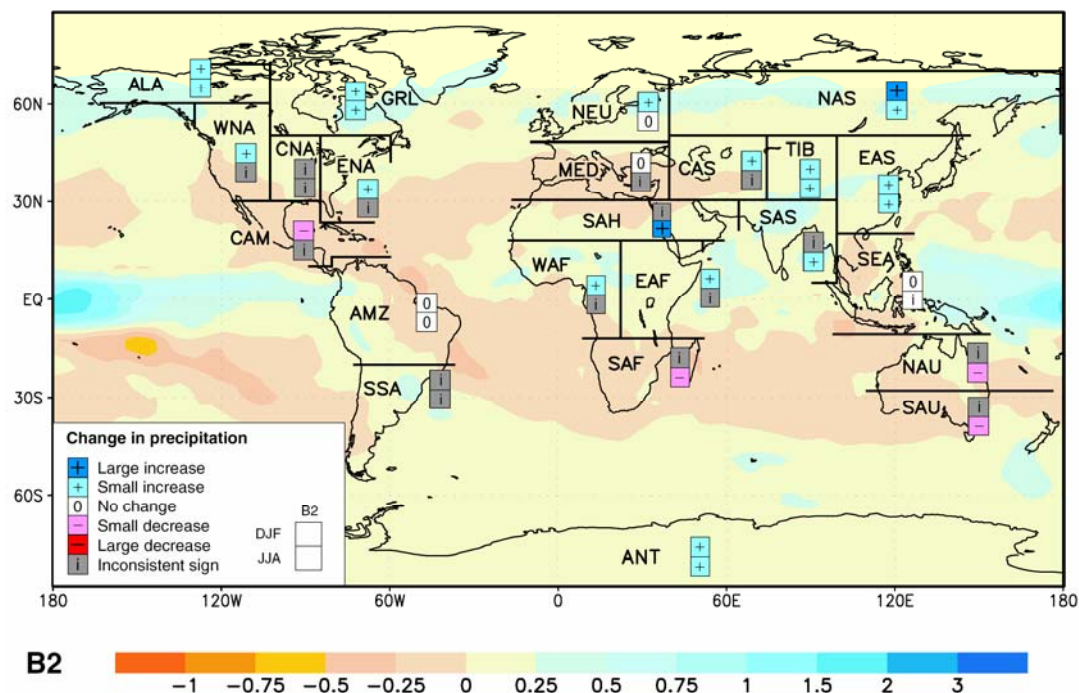 ALA
GRL
NAS
60N
WNA
NEU
CNA
ENA
MED
CAS
TIB
EAS
30N
CAM
SAH
SAS
WAF
EAF
SEA
EQ
AMZ
SAF
NAU
30S
SSA
SAU
60S
ANT
+
+
+
+
+
+
+
0
+
i
i
i
+
i
0
i
+
i
+
+
+
+
−
i
i
+
i
+
+
i
+
i
0
i
0
0
i
−
i
−
i
i
i
−
+
+
Change in precipitation
+ Large increase
+ Small increase
0 No change
− Small decrease
− Large decrease
i Inconsistent sign
B2
DJF
JJA
180 120W 60W 0 60E 120E 180
B2
−1 −0.75 −0.5 −0.25 0 0.25 0.5 0.75 1 1.5 2 3